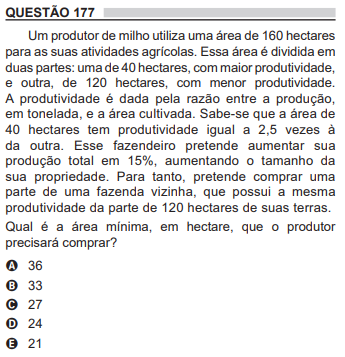 QUESTÃO 177
Um produtor de milho utiliza uma área de 160 hectares
para as suas atividades agrícolas. Essa área é dividida em
duas partes: uma de 40 hectares, com maior produtividade,
e outra, de 120 hectares, com menor produtividade.
A produtividade é dada pela razão entre a produção,
em tonelada, e a área cultivada. Sabe-se que a área de
40 hectares tem produtividade igual a 2,5 vezes à
da outra. Esse fazendeiro pretende aumentar sua
produção total em 15%, aumentando o tamanho da
sua propriedade. Para tanto, pretende comprar uma
parte de uma fazenda vizinha, que possui a mesma
produtividade da parte de 120 hectares de suas terras.
Qual é a área mínima, em hectare, que o produtor
precisará comprar?
A 36
B 33
C 27
D 24
E 21